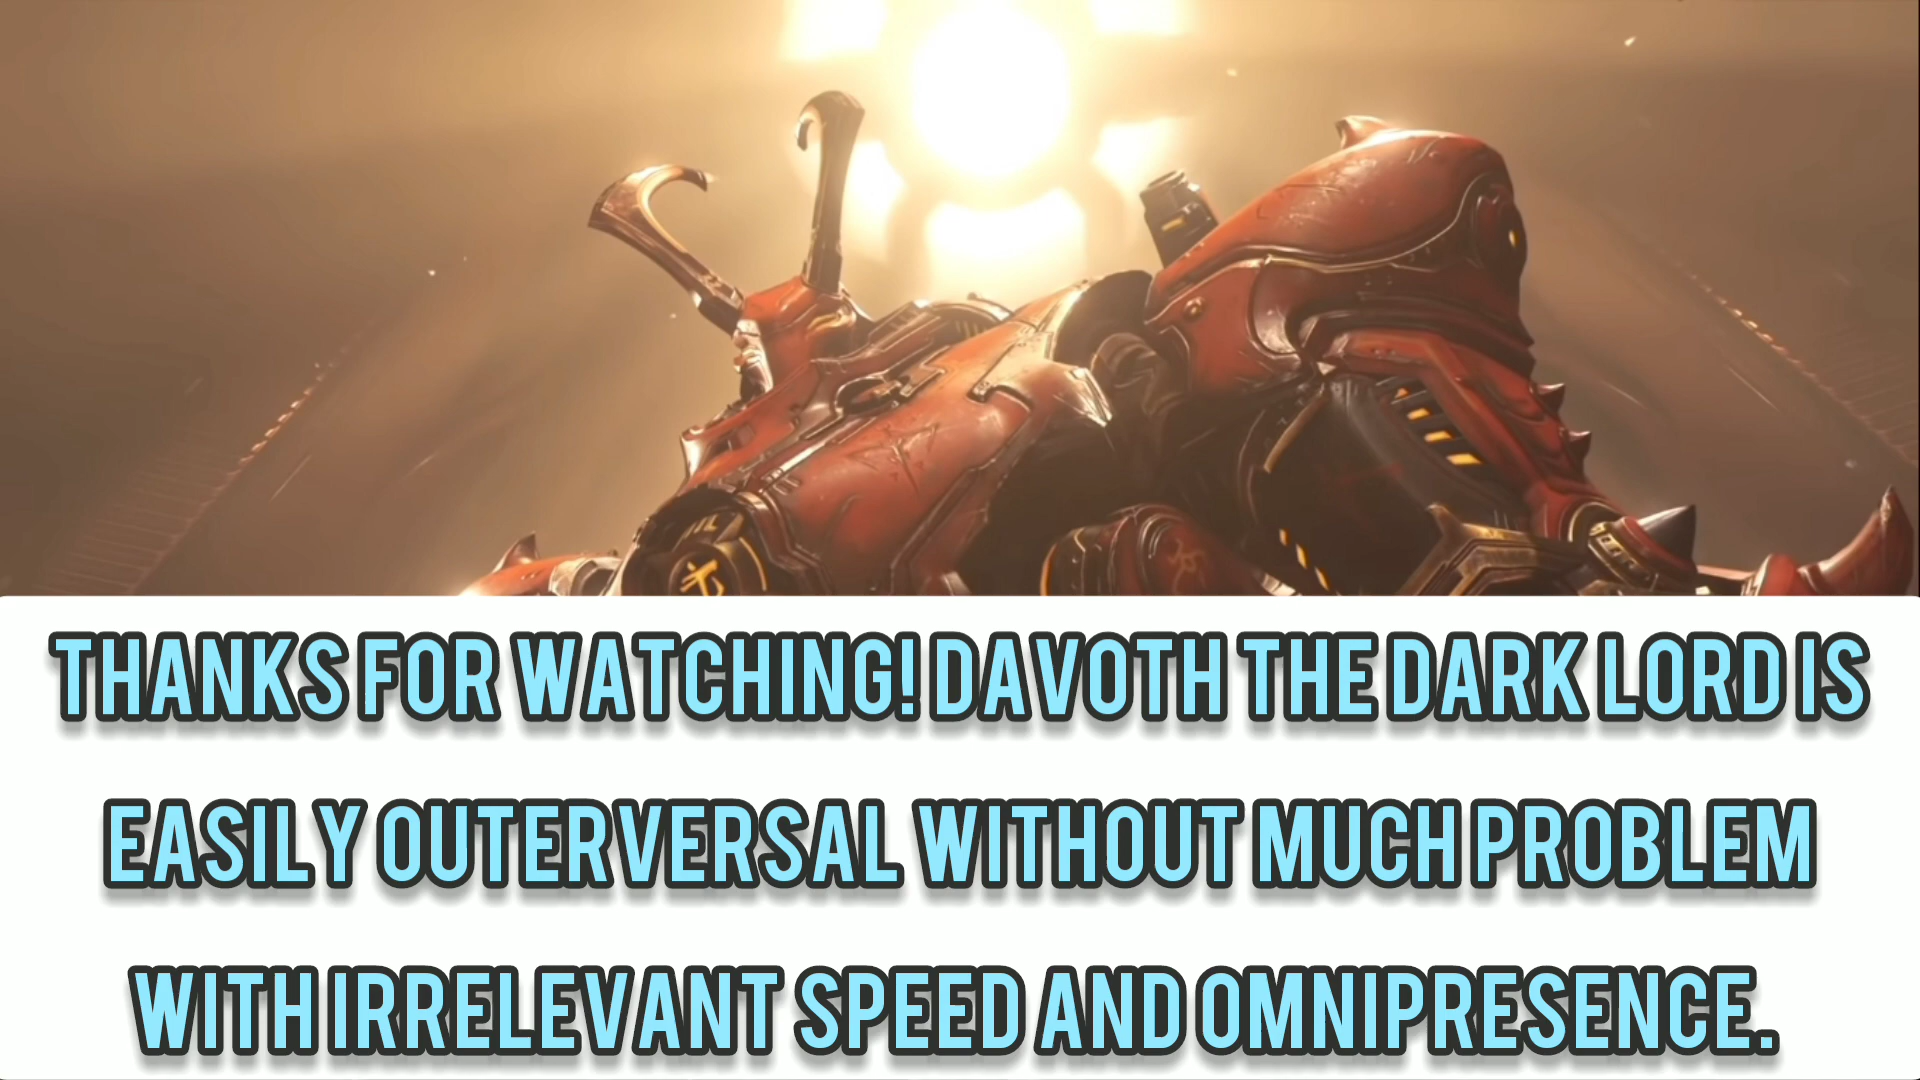 THANKS FOR WATCHING! DAVOTH THE DARK LORD IS
EASILY OUTERVERSAL WITHOUT MUCH PROBLEM
WITH IRRELEVANT SPEED AND OMNIPRESENCE.